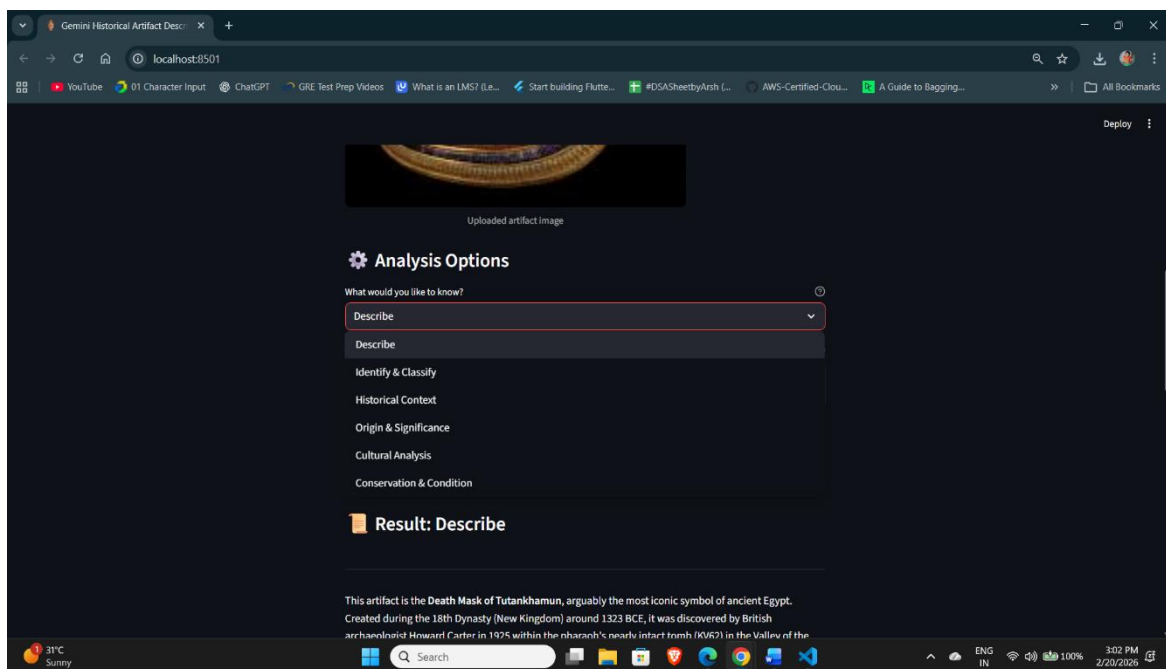 Gemini Historical Artifact Descri
localhost:8501
YouTube
01 Character Input
ChatGPT
GRE Test Prep Videos
What is an LMS? (Le...
Start building Flutte...
#DSASheetbyArsh (...
AWS-Certified-Clou...
A Guide to Bagging...
All Bookmarks
Deploy
Uploaded artifact image
Analysis Options
What would you like to know?
Describe
Describe
Identify & Classify
Historical Context
Origin & Significance
Cultural Analysis
Conservation & Condition
Result: Describe
This artifact is the Death Mask of Tutankhamun, arguably the most iconic symbol of ancient Egypt.
Created during the 18th Dynasty (New Kingdom) around 1323 BCE, it was discovered by British
archaeologist Howard Carter in 1925 within the pharaoh's nearly intact tomb (KV62) in the Valley of the
1
31°C
Sunny
Search
ENG
IN
100%
3:02 PM
2/20/2026